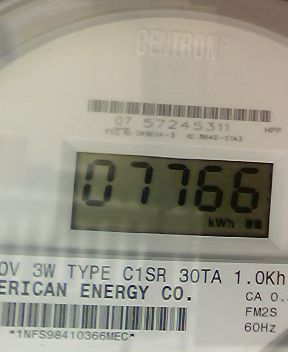 CENTRON
07 57245311 HPP
07766
kWh
0V 3W TYPE C1SR 30TA 1.0Kh
ERICAN ENERGY CO. CA 0.
FM2S
*1NFS98410366MEC* 60Hz